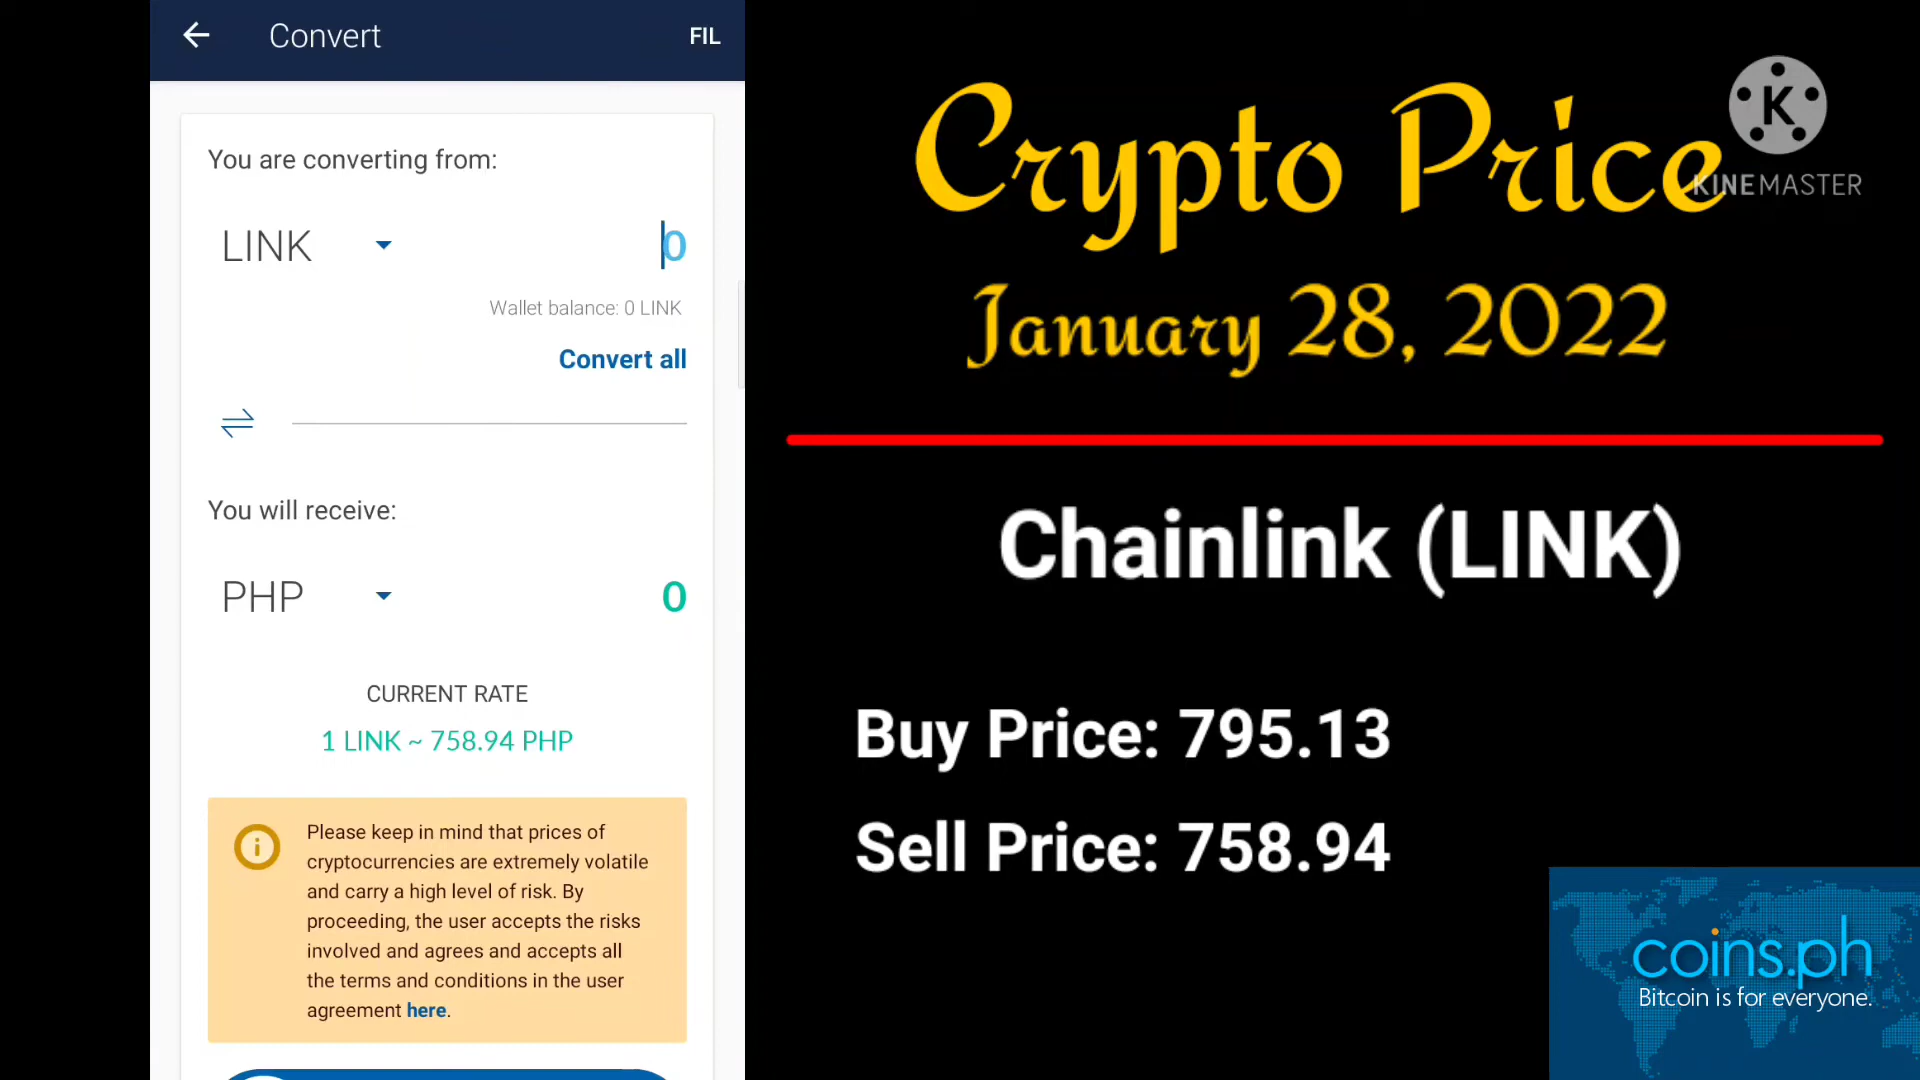 Convert
FIL
You are converting from:
LINK
0
Wallet balance: 0 LINK
Convert all
You will receive:
PHP
0
CURRENT RATE
1 LINK ~ 758.94 PHP
Please keep in mind that prices of
cryptocurrencies are extremely volatile
and carry a high level of risk. By
proceeding, the user accepts the risks
involved and agrees and accepts all
the terms and conditions in the user
agreement here.
Crypto Price
January 28, 2022
K
KINEMASTER
Chainlink (LINK)
Buy Price: 795.13
Sell Price: 758.94
coins.ph
Bitcoin is for everyone.